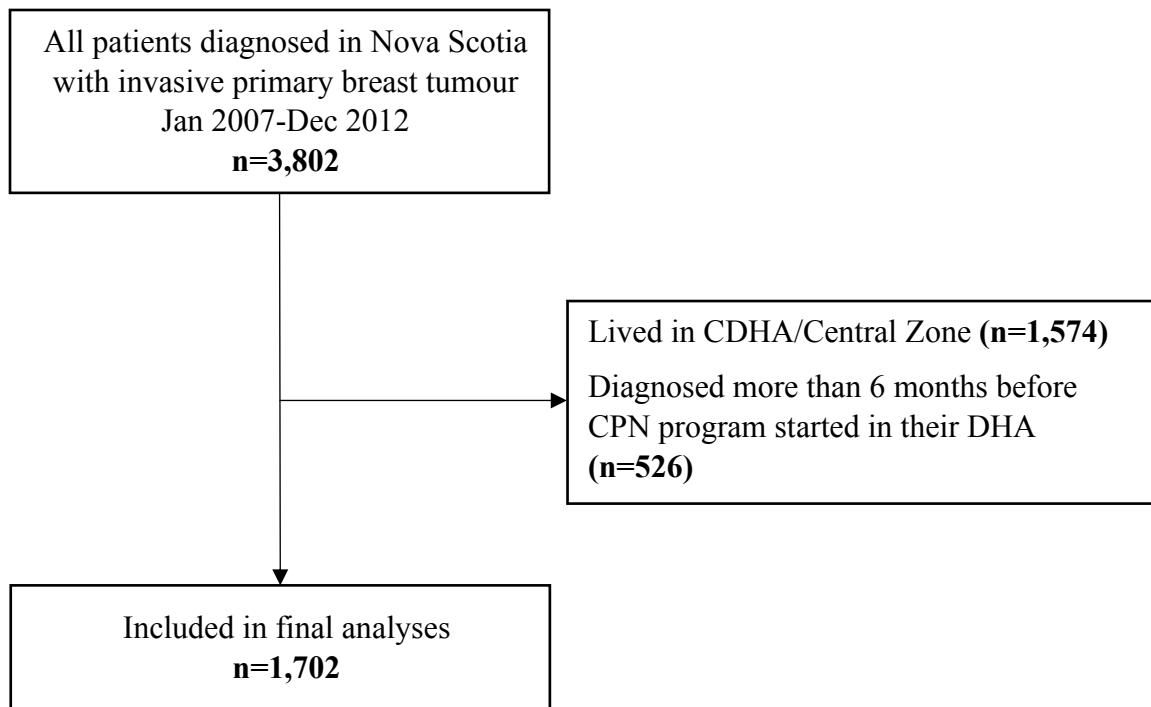 All patients diagnosed in Nova Scotia
with invasive primary breast tumour
Jan 2007-Dec 2012
n=3,802
Lived in CDHA/Central Zone (n=1,574)
Diagnosed more than 6 months before
CPN program started in their DHA
(n=526)
Included in final analyses
n=1,702